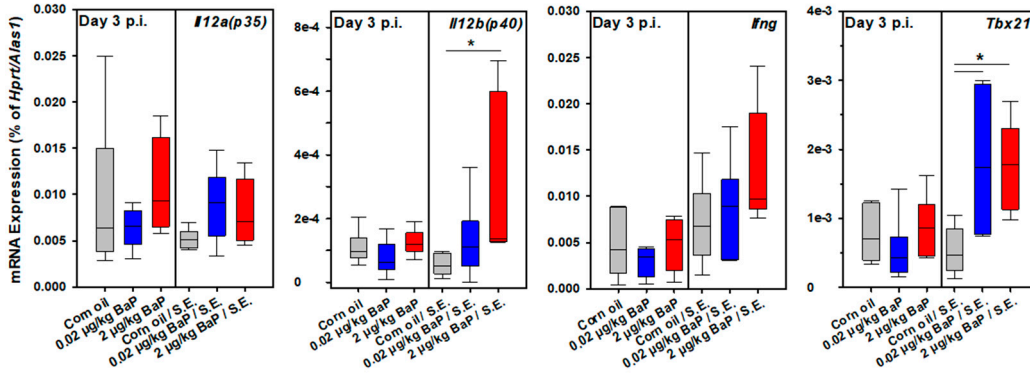 mRNA Expression (% of Hprt/Alas1)
Day 3 p.i. Il12a(p35)
0.030
0.025
0.020
0.015
0.010
0.005
0.000
Corn oil
0.02 µg/kg BaP
2 µg/kg BaP
Corn oil / S.E.
0.02 µg/kg BaP / S.E.
2 µg/kg BaP / S.E.
Day 3 p.i. Il12b(p40)
*
8e-4
6e-4
4e-4
2e-4
0
Corn oil
0.02 µg/kg BaP
2 µg/kg BaP
Corn oil / S.E.
0.02 µg/kg BaP / S.E.
2 µg/kg BaP / S.E.
Day 3 p.i. Ifng
0.030
0.025
0.020
0.015
0.010
0.005
0.000
Corn oil
0.02 µg/kg BaP
2 µg/kg BaP
Corn oil / S.E.
0.02 µg/kg BaP / S.E.
2 µg/kg BaP / S.E.
Day 3 p.i. Tbx21
*
4e-3
3e-3
2e-3
1e-3
0
Corn oil
0.02 µg/kg BaP
2 µg/kg BaP
Corn oil / S.E.
0.02 µg/kg BaP / S.E.
2 µg/kg BaP / S.E.